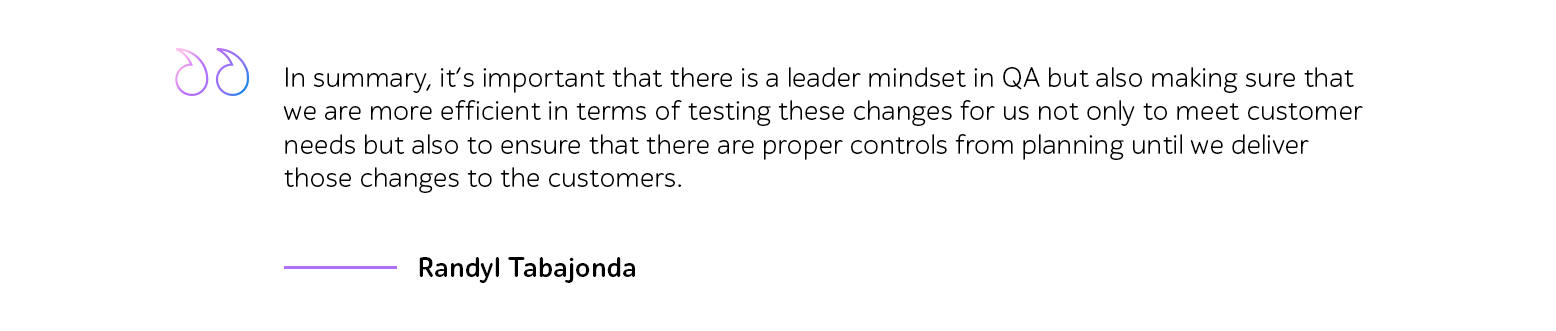 In summary, it’s important that there is a leader mindset in QA but also making sure that
we are more efficient in terms of testing these changes for us not only to meet customer
needs but also to ensure that there are proper controls from planning until we deliver
those changes to the customers.
Randyl Tabajonda